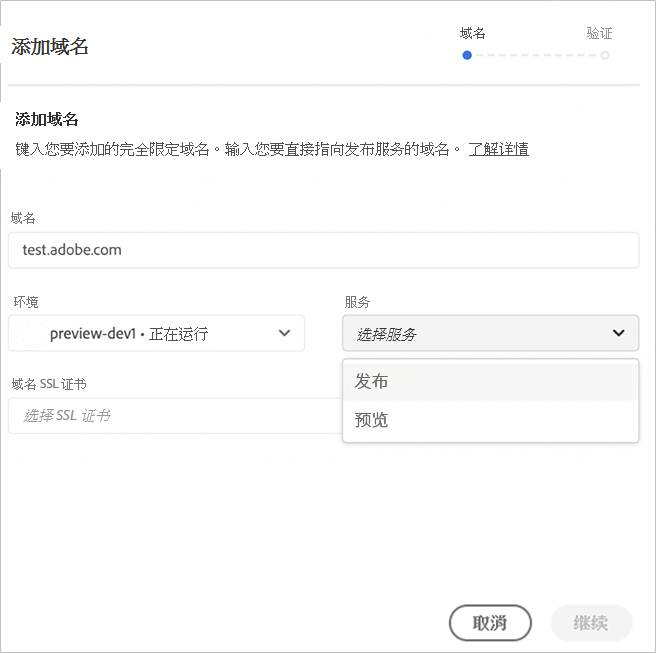 添加域名
域名
验证
添加域名
键入您要添加的完全限定域名。输入您要直接指向发布服务的域名。 了解详情
域名
test.adobe.com
环境
服务
preview-dev1 • 正在运行
选择服务
发布
预览
域名 SSL 证书
选择 SSL 证书
取消
继续